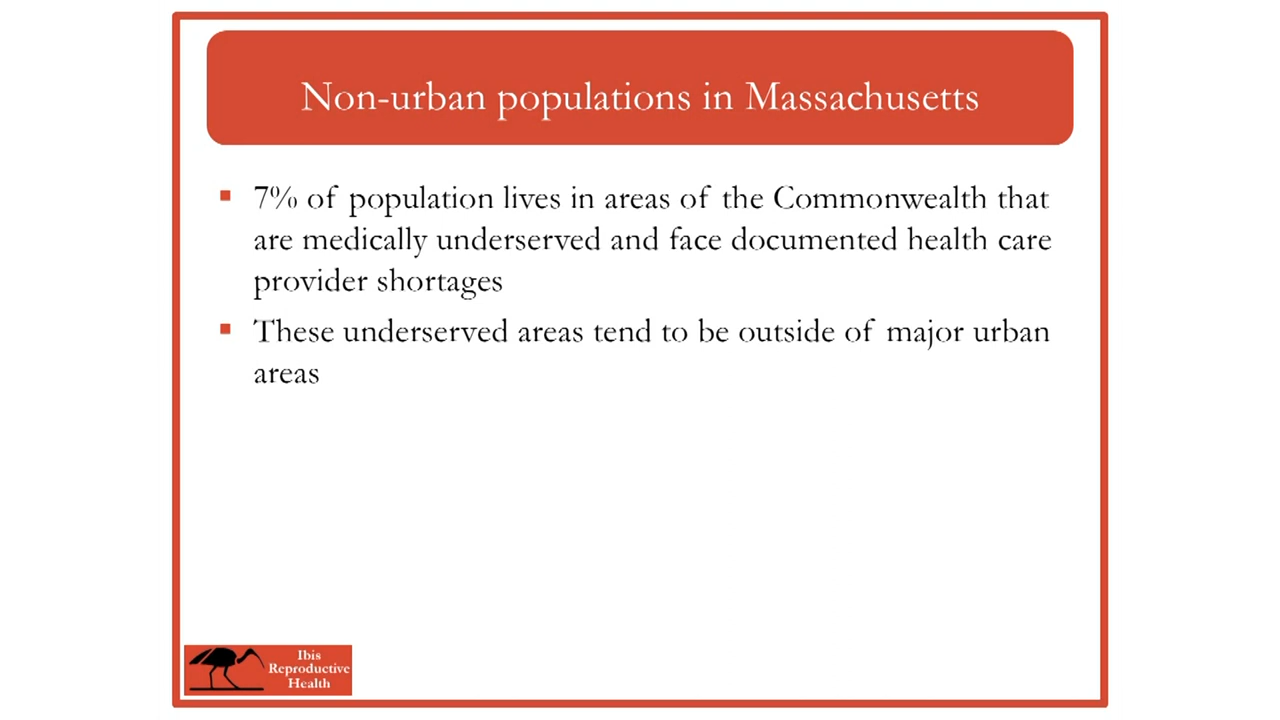 Non-urban populations in Massachusetts
▪ 7% of population lives in areas of the Commonwealth that
are medically underserved and face documented health care
provider shortages
▪ These underserved areas tend to be outside of major urban
areas
Ibis
Reproductive
Health